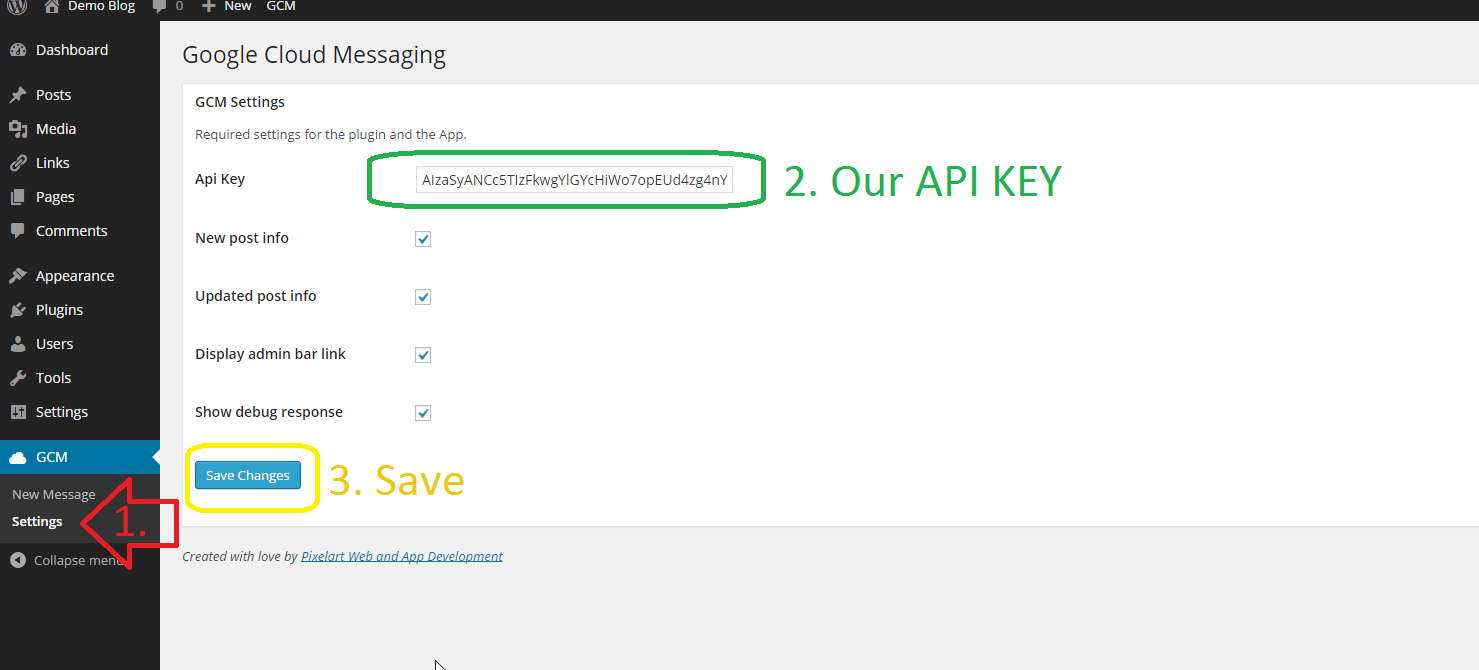 Demo Blog 0 New GCM
Dashboard
Posts
Media
Links
Pages
Comments
Appearance
Plugins
Users
Tools
Settings
GCM
New Message
Settings
1.
Collapse menu
Google Cloud Messaging
GCM Settings
Required settings for the plugin and the App.
Api Key AIzaSyANCc5TIzFkwgYlGYcHiWo7opEUd4zg4nY 2. Our API KEY
New post info
Updated post info
Display admin bar link
Show debug response
Save Changes 3. Save
Created with love by Pixelart Web and App Development